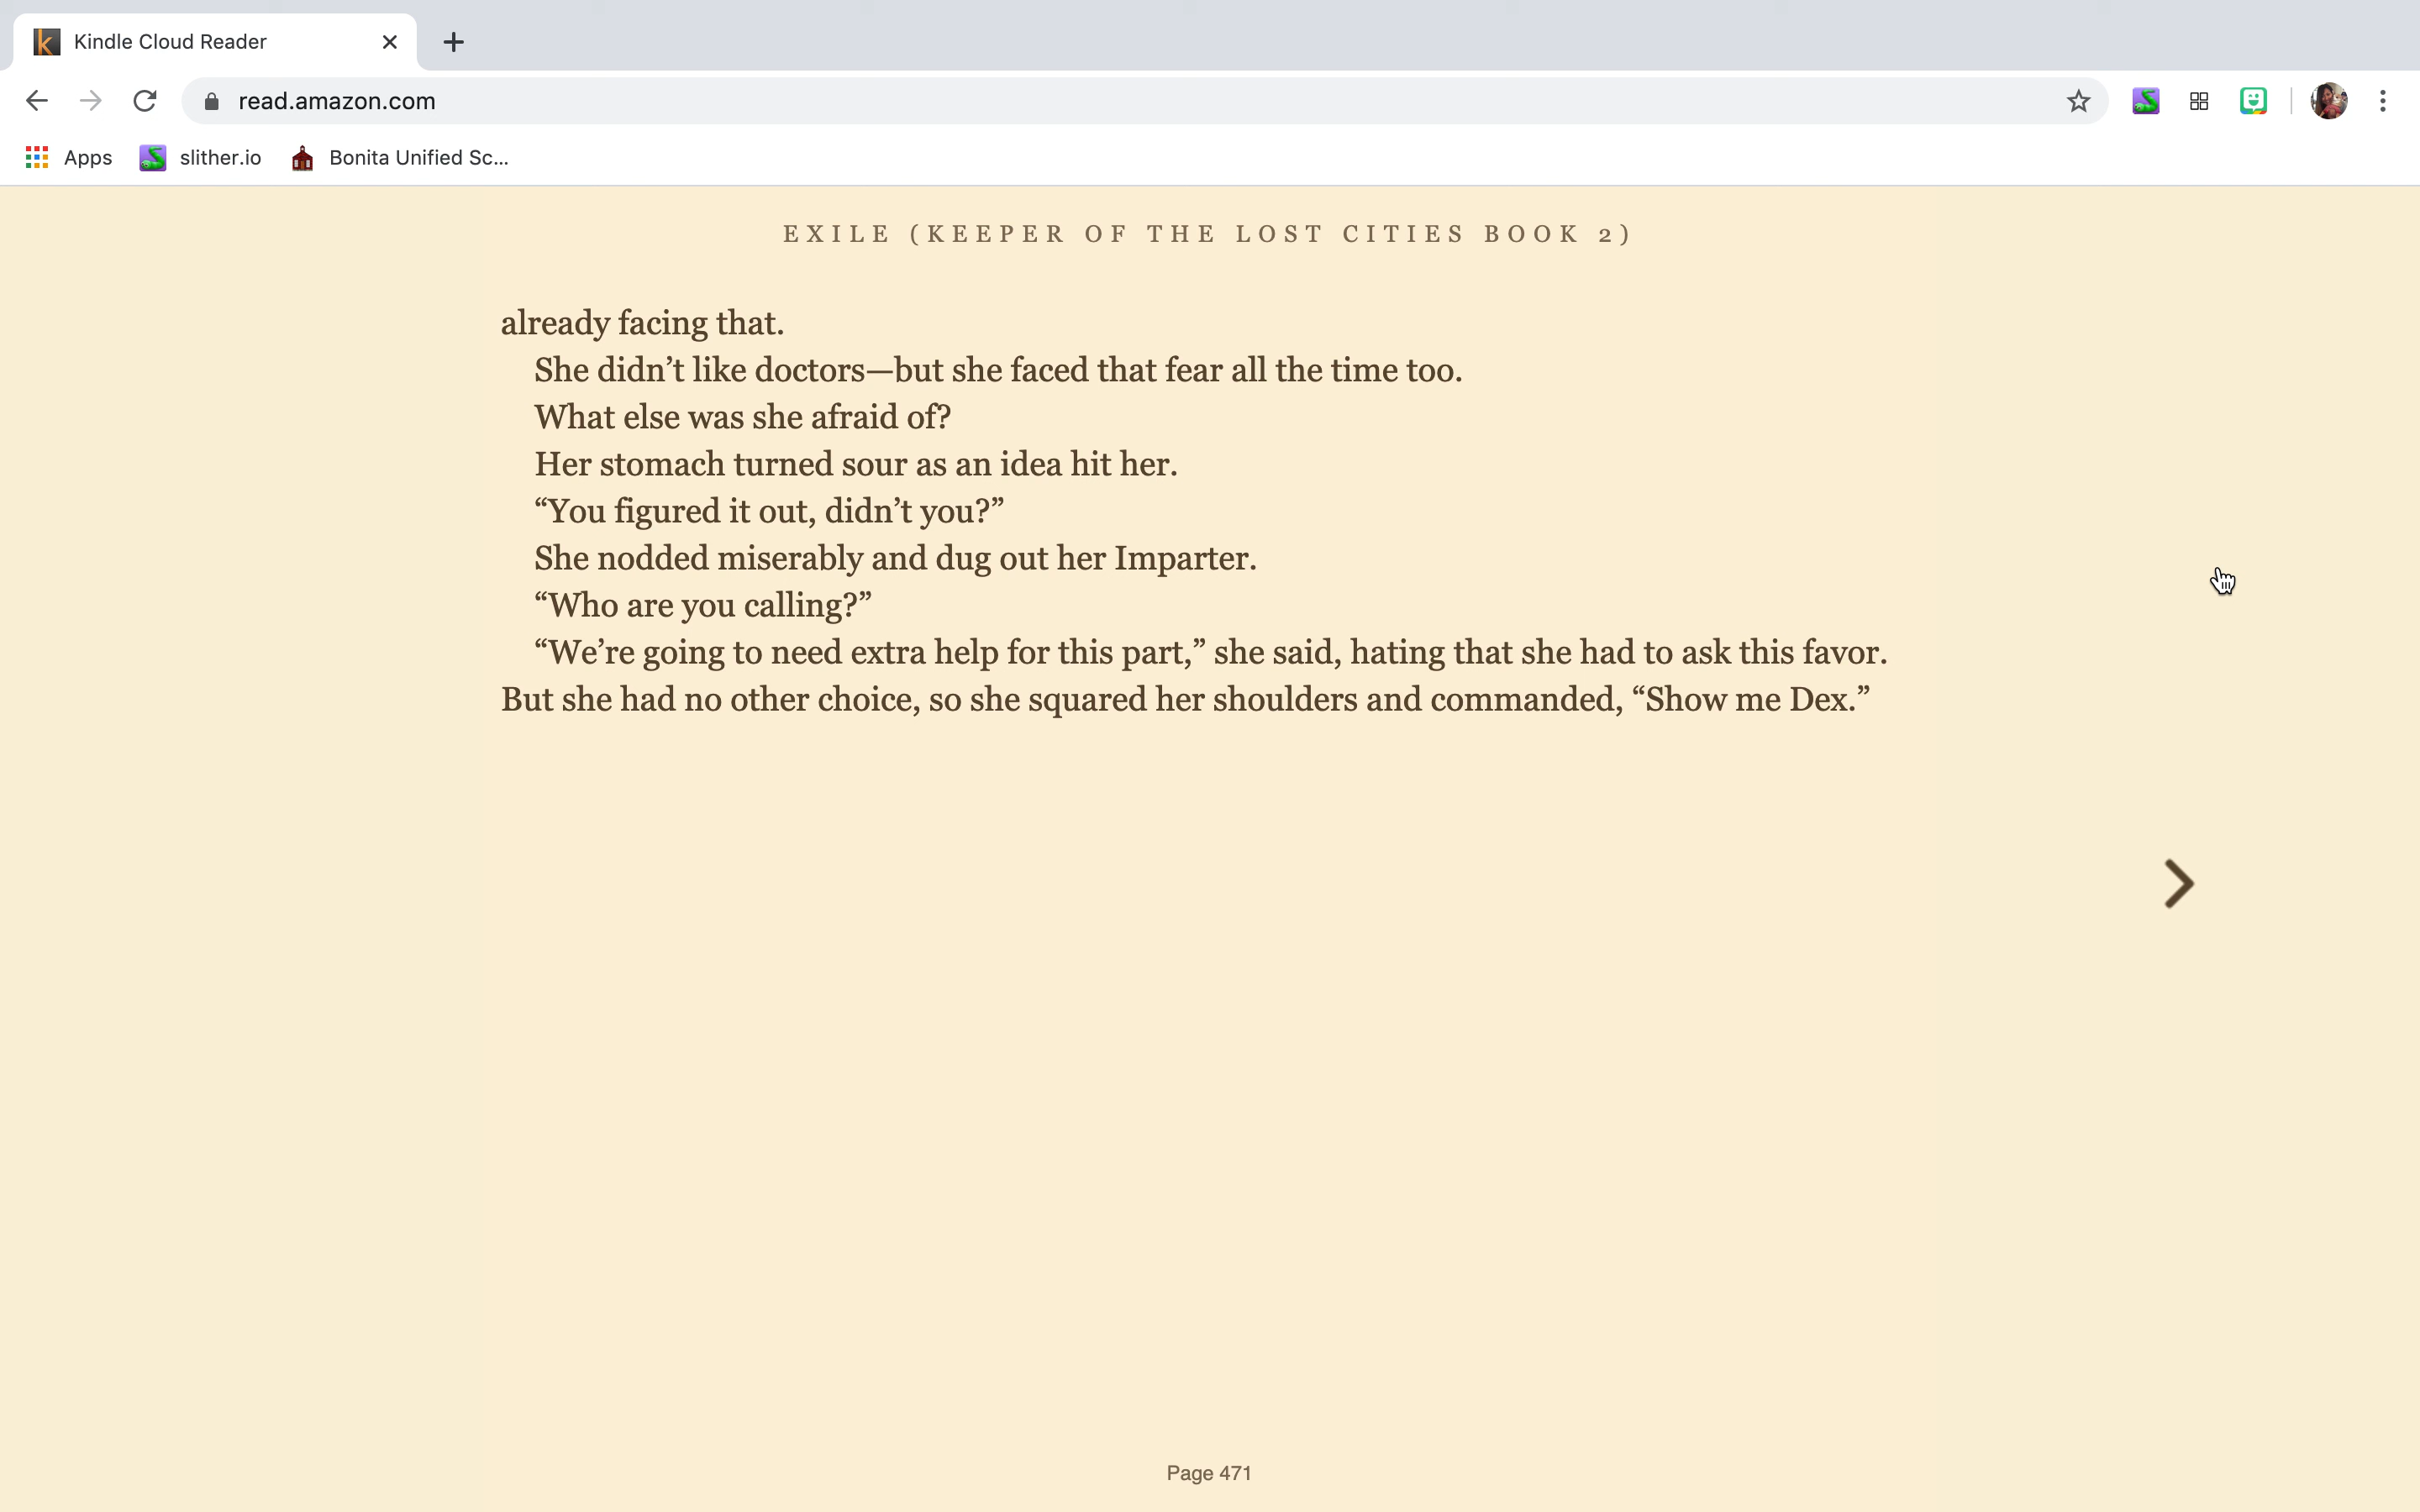 Kindle Cloud Reader
read.amazon.com
Apps slither.io Bonita Unified Sc...
EXILE (KEEPER OF THE LOST CITIES BOOK 2)
already facing that.
She didn’t like doctors—but she faced that fear all the time too.
What else was she afraid of?
Her stomach turned sour as an idea hit her.
“You figured it out, didn’t you?”
She nodded miserably and dug out her Imparter.
“Who are you calling?”
“We’re going to need extra help for this part,” she said, hating that she had to ask this favor.
But she had no other choice, so she squared her shoulders and commanded, “Show me Dex.”
Page 471